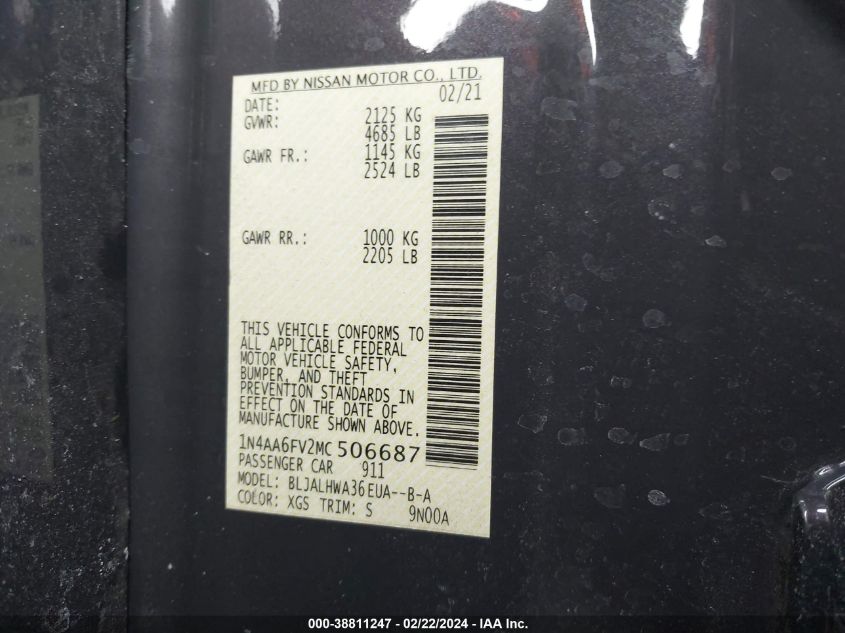 MFD BY NISSAN MOTOR CO., LTD.
DATE: 02/21
GVWR: 2125 KG
4685 LB
GAWR FR.: 1145 KG
2524 LB
GAWR RR.: 1000 KG
2205 LB
THIS VEHICLE CONFORMS TO
ALL APPLICABLE FEDERAL
MOTOR VEHICLE SAFETY,
BUMPER, AND THEFT
PREVENTION STANDARDS IN
EFFECT ON THE DATE OF
MANUFACTURE SHOWN ABOVE.
1N4AA6FV2MC506687
PASSENGER CAR 911
MODEL: BLJALHWA36EUA--B-A
COLOR: XGS TRIM: S 9N00A
000-38811247 - 02/22/2024 - IAA Inc.